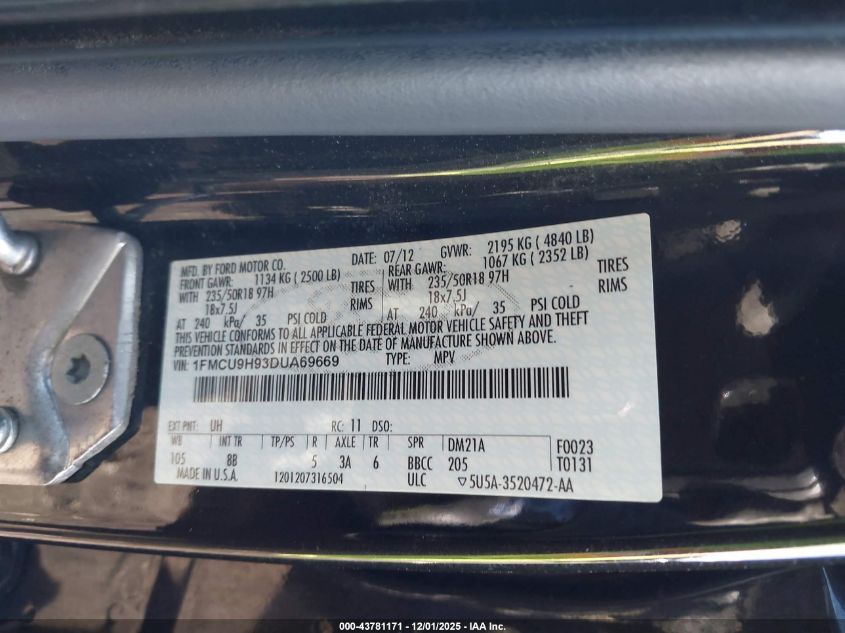 MFD. BY FORD MOTOR CO. DATE: 07/12 GVWR: 2195 KG ( 4840 LB)
FRONT GAWR: 1134 KG ( 2500 LB) REAR GAWR: 1067 KG ( 2352 LB)
WITH 235/50R18 97H TIRES WITH 235/50R18 97H TIRES
18x7.5J RIMS 18x7.5J RIMS
AT 240 kPa/ 35 PSI COLD AT 240 kPa/ 35 PSI COLD
THIS VEHICLE CONFORMS TO ALL APPLICABLE FEDERAL MOTOR VEHICLE SAFETY AND THEFT
PREVENTION STANDARDS IN EFFECT ON THE DATE OF MANUFACTURE SHOWN ABOVE.
VIN: 1FMCU9H93DUA69669 TYPE: MPV
EXT PNT: UH RC: 11 DSO:
WB INT TR TP/PS R AXLE TR SPR DM21A F0023
105 8B 5 3A 6 BBCC 205 T0131
MADE IN U.S.A. 1201207316504 ULC ▽5U5A-3520472-AA
000-43781171 • 12/01/2025 - IAA Inc.